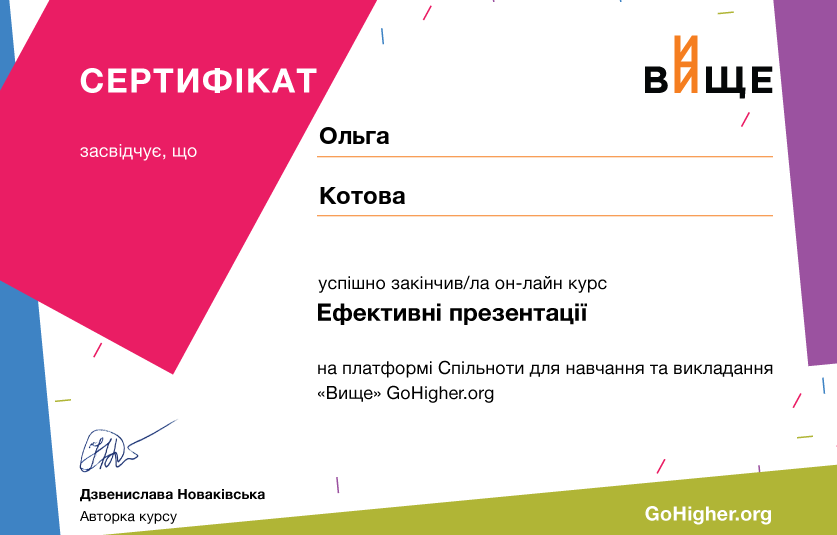 СЕРТИФІКАТ
ВИЩЕ
засвідчує, що
Ольга
Котова
успішно закінчив/ла он-лайн курс
Ефективні презентації
на платформі Спільноти для навчання та викладання
«Вище» GoHigher.org
Дзвенислава Новаківська
Авторка курсу
GoHigher.org